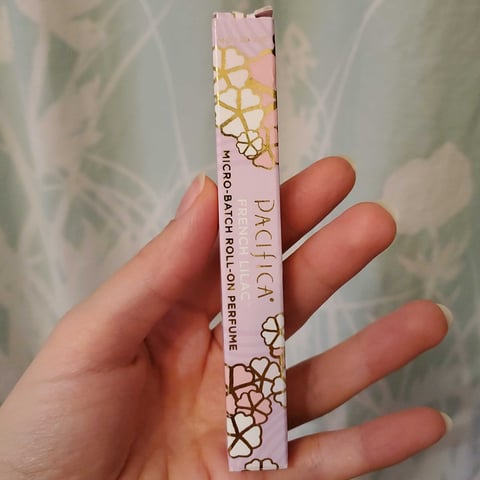 PACIFICA®
FRENCH LILAC
MICRO-BATCH ROLL-ON PERFUME